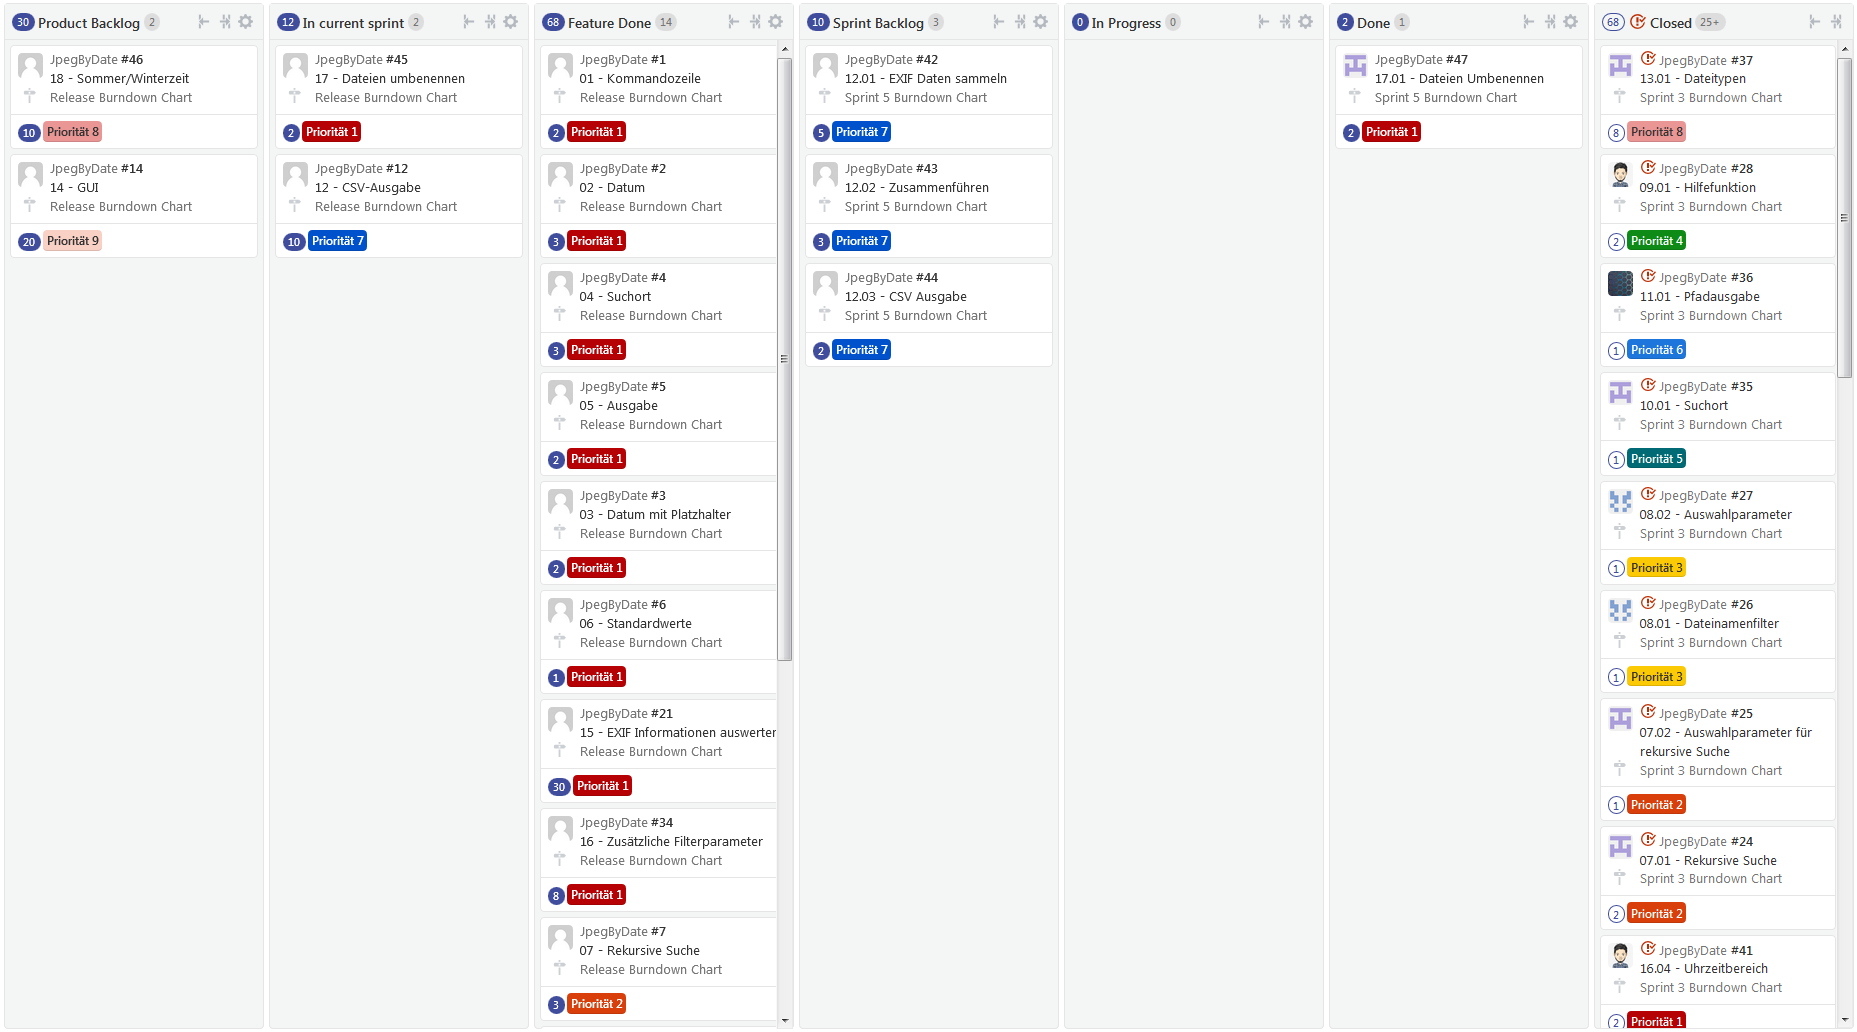 30 Product Backlog 2
JpegByDate #46
18 - Sommer/Winterzeit
Release Burndown Chart
10 Priorität 8
JpegByDate #14
14 - GUI
Release Burndown Chart
20 Priorität 9
12 In current sprint 2
JpegByDate #45
17 - Dateien umbenennen
Release Burndown Chart
2 Priorität 1
JpegByDate #12
12 - CSV-Ausgabe
Release Burndown Chart
10 Priorität 7
68 Feature Done 14
JpegByDate #1
01 - Kommandozeile
Release Burndown Chart
2 Priorität 1
JpegByDate #2
02 - Datum
Release Burndown Chart
3 Priorität 1
JpegByDate #4
04 - Suchort
Release Burndown Chart
3 Priorität 1
JpegByDate #5
05 - Ausgabe
Release Burndown Chart
2 Priorität 1
JpegByDate #3
03 - Datum mit Platzhalter
Release Burndown Chart
2 Priorität 1
JpegByDate #6
06 - Standardwerte
Release Burndown Chart
1 Priorität 1
JpegByDate #21
15 - EXIF Informationen auswerten
Release Burndown Chart
30 Priorität 1
JpegByDate #34
16 - Zusätzliche Filterparameter
Release Burndown Chart
8 Priorität 1
JpegByDate #7
07 - Rekursive Suche
Release Burndown Chart
3 Priorität 2
10 Sprint Backlog 3
JpegByDate #42
12.01 - EXIF Daten sammeln
Sprint 5 Burndown Chart
5 Priorität 7
JpegByDate #43
12.02 - Zusammenführen
Sprint 5 Burndown Chart
3 Priorität 7
JpegByDate #44
12.03 - CSV Ausgabe
Sprint 5 Burndown Chart
2 Priorität 7
0 In Progress 0
2 Done 1
JpegByDate #47
17.01 - Dateien Umbenennen
Sprint 5 Burndown Chart
2 Priorität 1
68 Closed 25+
JpegByDate #37
13.01 - Dateitypen
Sprint 3 Burndown Chart
8 Priorität 8
JpegByDate #28
09.01 - Hilfefunktion
Sprint 3 Burndown Chart
2 Priorität 4
JpegByDate #36
11.01 - Pfadausgabe
Sprint 3 Burndown Chart
1 Priorität 6
JpegByDate #35
10.01 - Suchort
Sprint 3 Burndown Chart
1 Priorität 5
JpegByDate #27
08.02 - Auswahlparameter
Sprint 3 Burndown Chart
1 Priorität 3
JpegByDate #26
08.01 - Dateinamenfilter
Sprint 3 Burndown Chart
1 Priorität 3
JpegByDate #25
07.02 - Auswahlparameter für
rekursive Suche
Sprint 3 Burndown Chart
1 Priorität 2
JpegByDate #24
07.01 - Rekursive Suche
Sprint 3 Burndown Chart
2 Priorität 2
JpegByDate #41
16.04 - Uhrzeitbereich
Sprint 3 Burndown Chart
2 Priorität 1